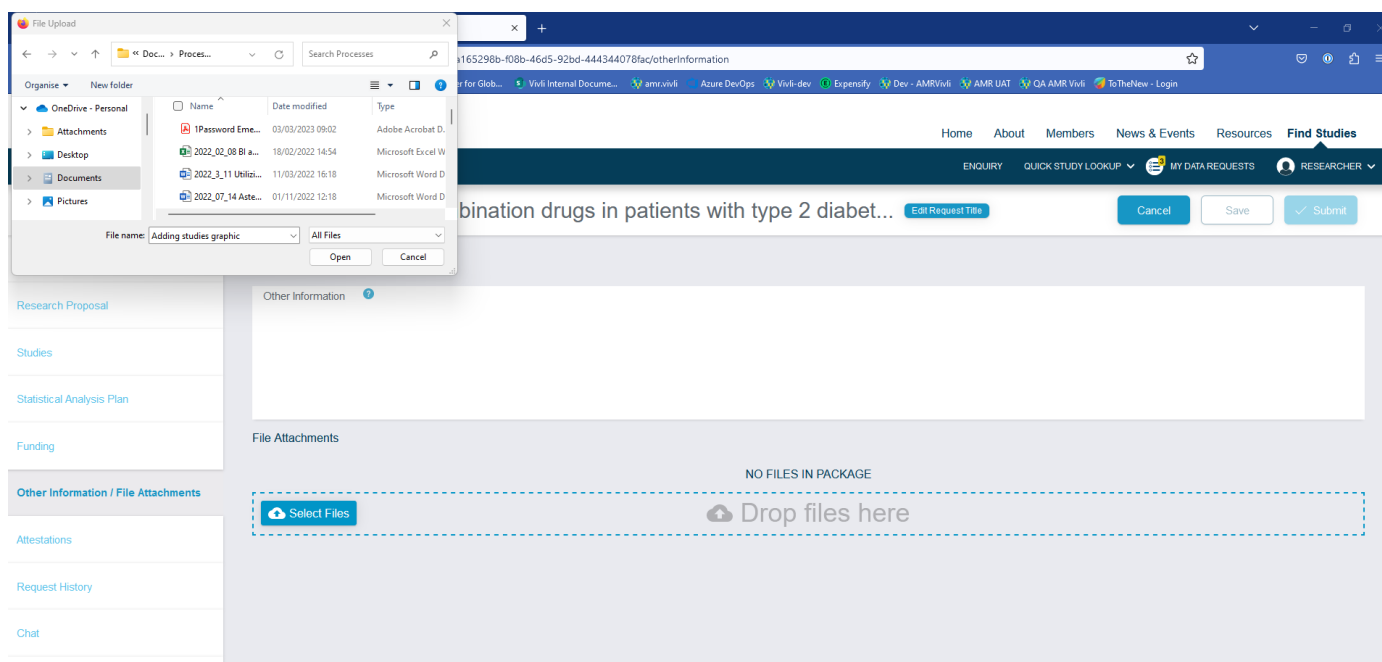 File Upload
« Doc... › Proces...
Search Processes
Organise
New folder
Name
Date modified
Type
OneDrive - Personal
Attachments
Desktop
Documents
Pictures
1Password Eme... 03/03/2023 09:02 Adobe Acrobat D.
2022_02_08 BI a... 18/02/2022 14:54 Microsoft Excel W
2022_3_11 Utilizi... 11/03/2022 16:18 Microsoft Word D
2022_07_14 Aste... 01/11/2022 12:18 Microsoft Word D
File name: Adding studies graphic
All Files
Open
Cancel
a165298b-f08b-46d5-92bd-444344078fac/otherInformation
er for Glob... Vivli Internal Docume... amr.vivli Azure DevOps Vivli-dev Expensify Dev - AMRVivli AMR UAT QA AMR Vivli ToTheNew - Login
Home About Members News & Events Resources Find Studies
ENQUIRY QUICK STUDY LOOKUP MY DATA REQUESTS RESEARCHER
bination drugs in patients with type 2 diabet... Edit Request Title
Cancel
Save
Submit
Research Proposal
Studies
Statistical Analysis Plan
Funding
Other Information / File Attachments
Attestations
Request History
Chat
Other Information
File Attachments
NO FILES IN PACKAGE
Select Files
Drop files here